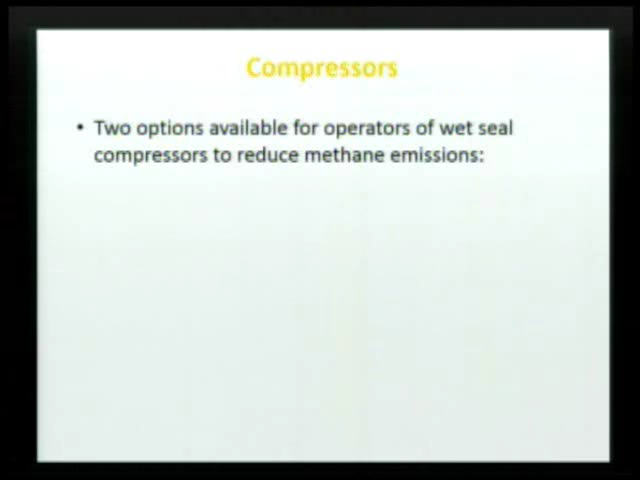 Compressors
• Two options available for operators of wet seal
compressors to reduce methane emissions: